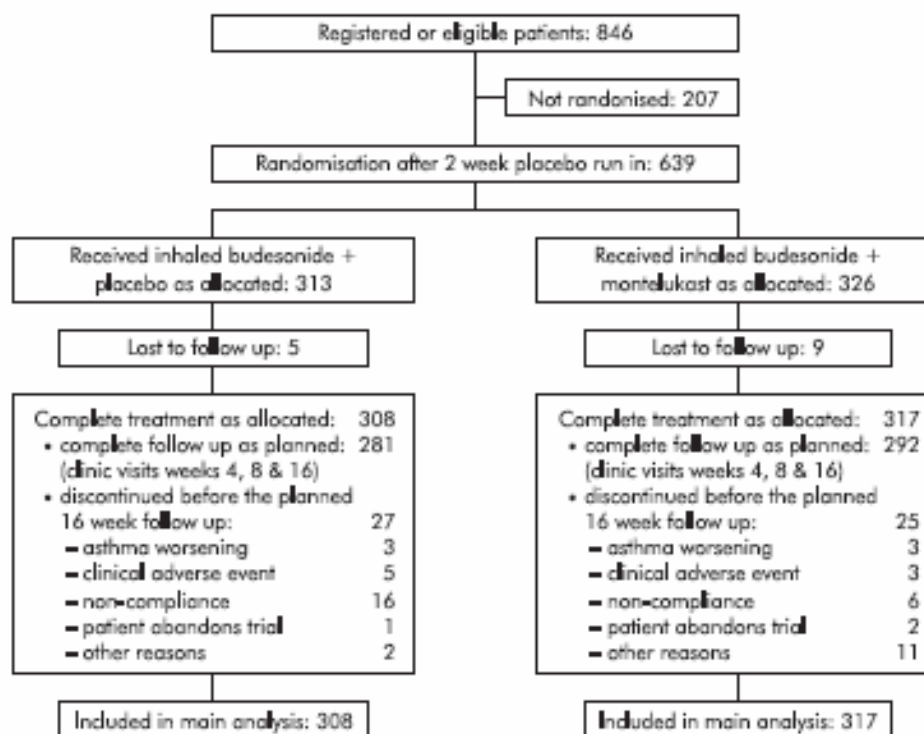 Registered or eligible patients: 846
Not randomised: 207
Randomisation after 2 week placebo run in: 639
Received inhaled budesonide +
placebo as allocated: 313
Lost to follow up: 5
Complete treatment as allocated: 308
• complete follow up as planned: 281
(clinic visits weeks 4, 8 & 16)
• discontinued before the planned
16 week follow up: 27
– asthma worsening 3
– clinical adverse event 5
– non-compliance 16
– patient abandons trial 1
– other reasons 2
Included in main analysis: 308
Received inhaled budesonide +
montelukast as allocated: 326
Lost to follow up: 9
Complete treatment as allocated: 317
• complete follow up as planned: 292
(clinic visits weeks 4, 8 & 16)
• discontinued before the planned
16 week follow up: 25
– asthma worsening 3
– clinical adverse event 3
– non-compliance 6
– patient abandons trial 2
– other reasons 11
Included in main analysis: 317